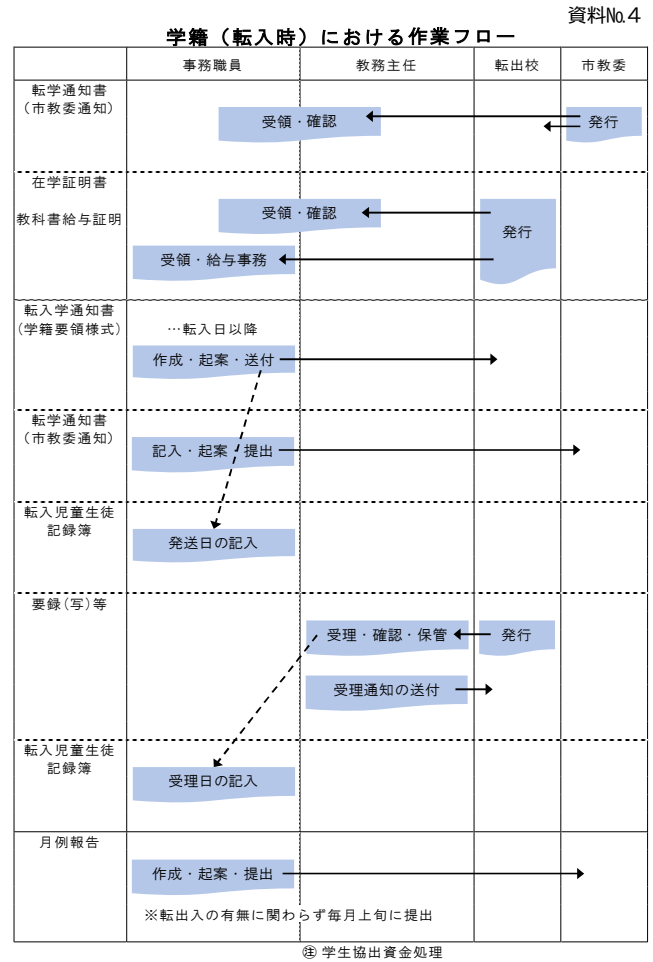 資料№4
学籍（転入時）における作業フロー
事務職員 教務主任 転出校 市教委
転学通知書
（市教委通知）
受領・確認 発行
在学証明書
教科書給与証明
受領・確認
発行
受領・給与事務
転入学通知書
（学籍要領様式）
…転入日以降
作成・起案・送付
転学通知書
（市教委通知）
記入・起案・提出
転入児童生徒
記録簿
発送日の記入
要録（写）等
受理・確認・保管 発行
受理通知の送付
転入児童生徒
記録簿
受理日の記入
月例報告
作成・起案・提出
※転出入の有無に関わらず毎月上旬に提出
㊟ 学生協出資金処理